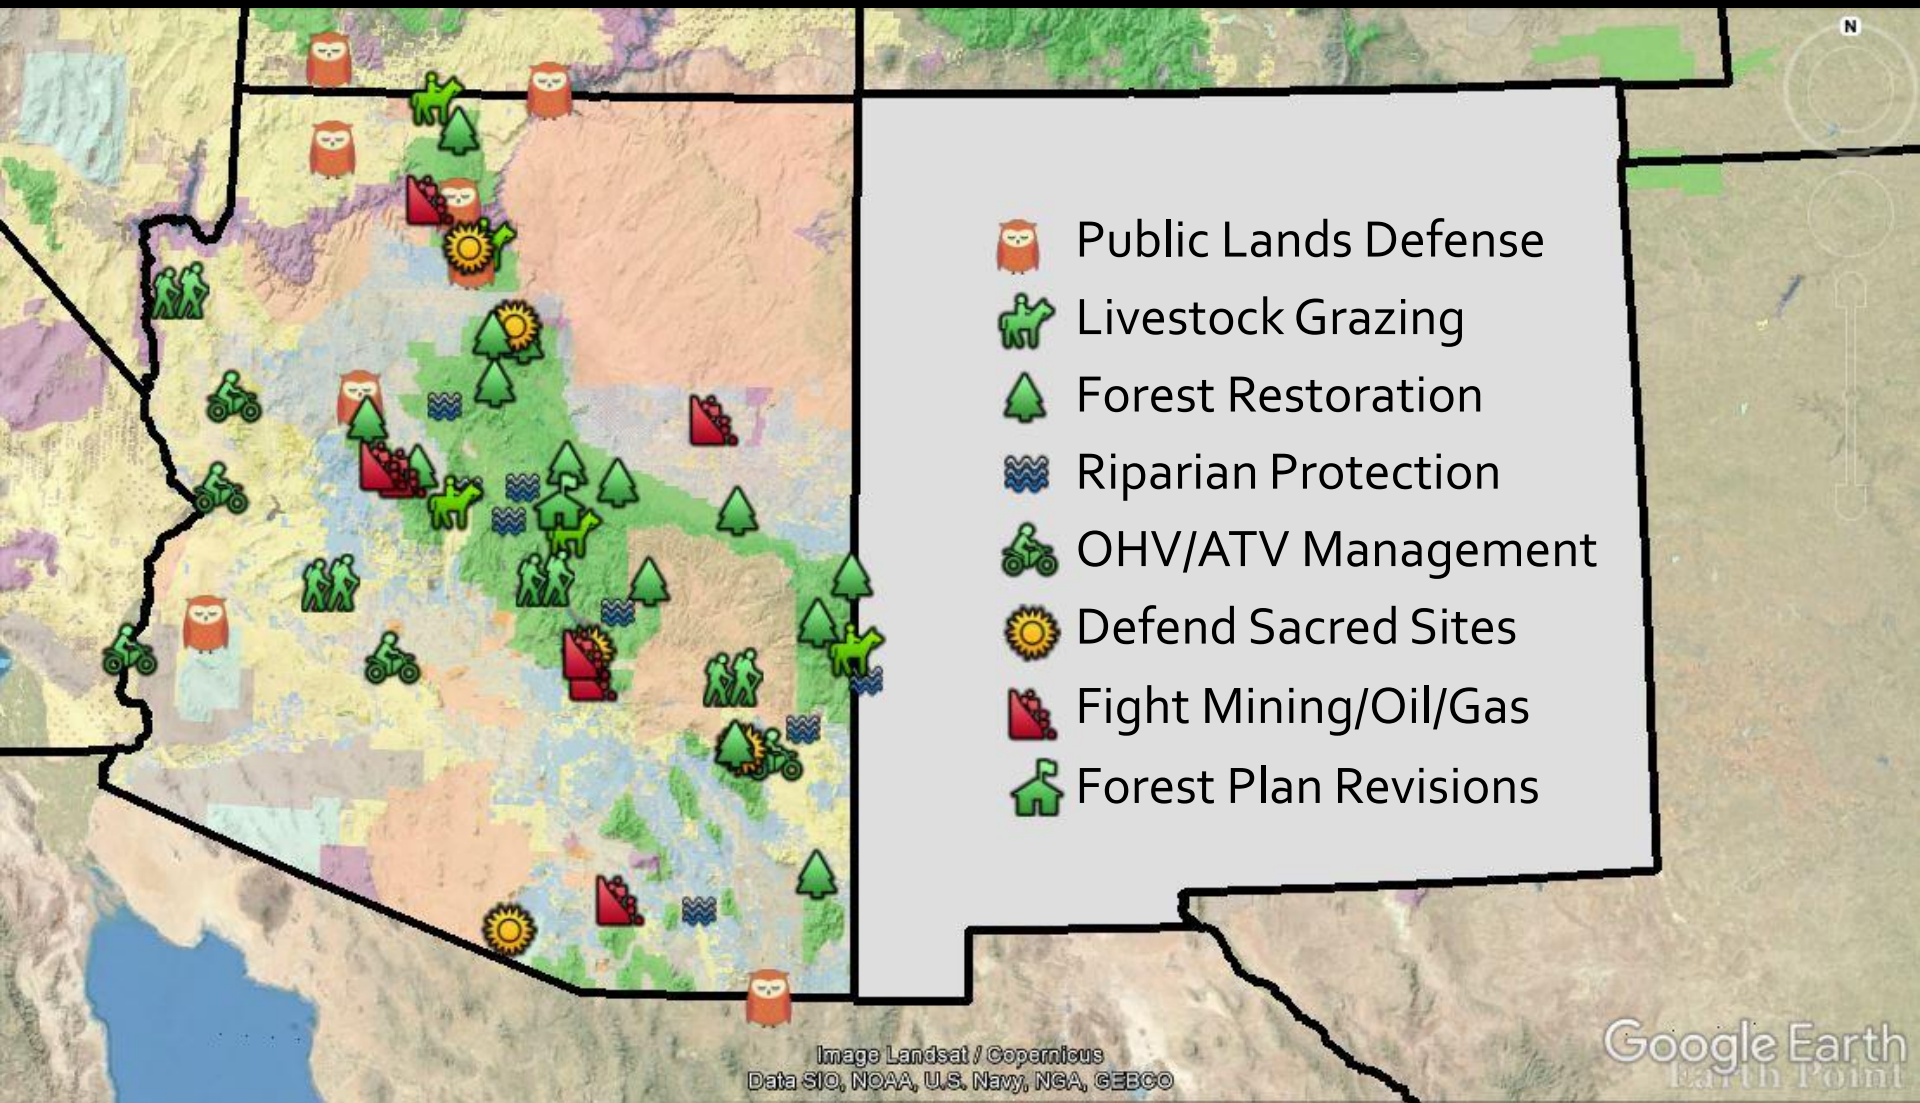 N
Public Lands Defense
Livestock Grazing
Forest Restoration
Riparian Protection
OHV/ATV Management
Defend Sacred Sites
Fight Mining/Oil/Gas
Forest Plan Revisions
Image Landsat / Copernicus
Data SIO, NOAA, U.S. Navy, NGA, GEBCO
Google Earth
Earth Point